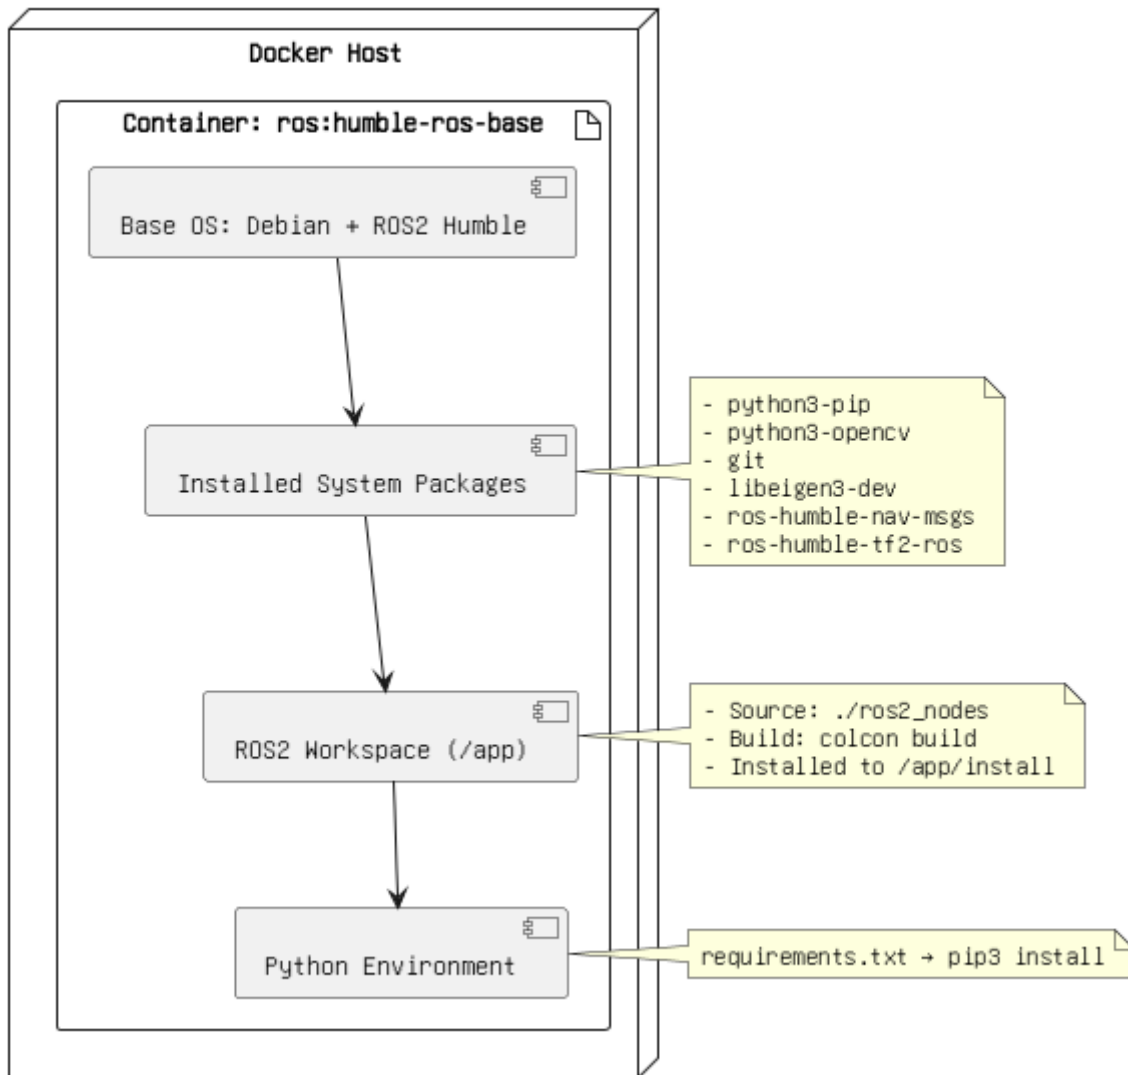 Docker Host
Container: ros:humble-ros-base
Base OS: Debian + ROS2 Humble
Installed System Packages
- python3-pip
- python3-opencv
- git
- libeigen3-dev
- ros-humble-nav-msgs
- ros-humble-tf2-ros
ROS2 Workspace (/app)
- Source: ./ros2_nodes
- Build: colcon build
- Installed to /app/install
Python Environment
requirements.txt → pip3 install